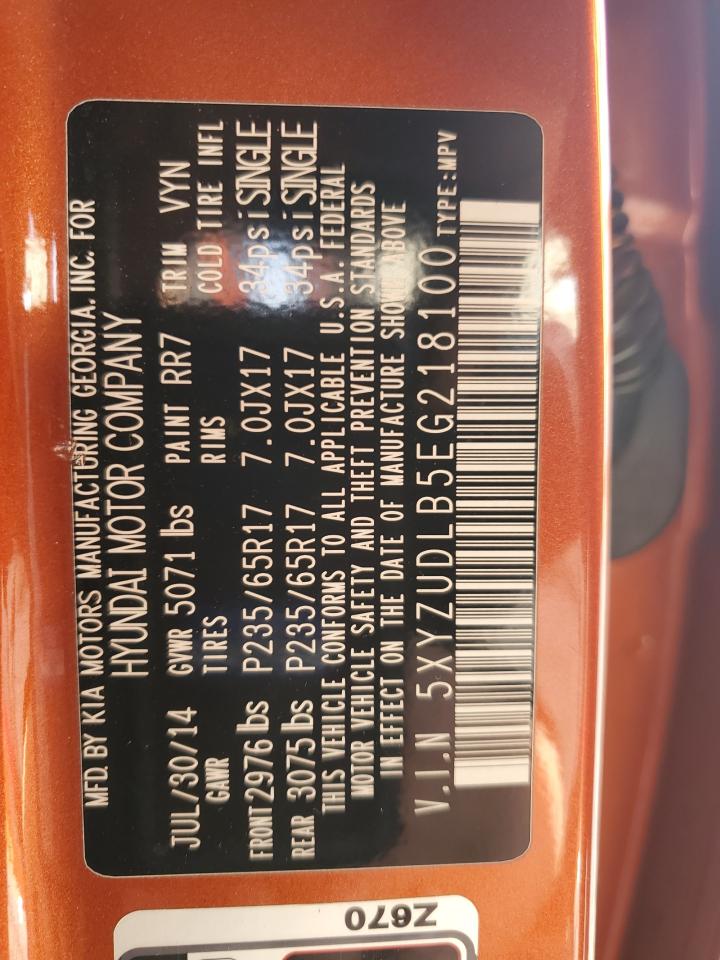 MFD. BY KIA MOTORS MANUFACTURING GEORGIA. INC. FOR
HYUNDAI MOTOR COMPANY
JUL/30/14 GVWR 5071 lbs PAINT RR7 TRIM VYN
GAWR TIRES RIMS COLD TIRE INFL
FRONT 2976 lbs P235/65R17 7.0JX17 34psi SINGLE
REAR 3075 lbs P235/65R17 7.0JX17 34psi SINGLE
THIS VEHICLE CONFORMS TO ALL APPLICABLE U.S.A. FEDERAL
MOTOR VEHICLE SAFETY AND THEFT PREVENTION STANDARDS
IN EFFECT ON THE DATE OF MANUFACTURE SHOWN ABOVE
V.I.N 5XYZUDLB5EG218100 TYPE:MPV
Z670